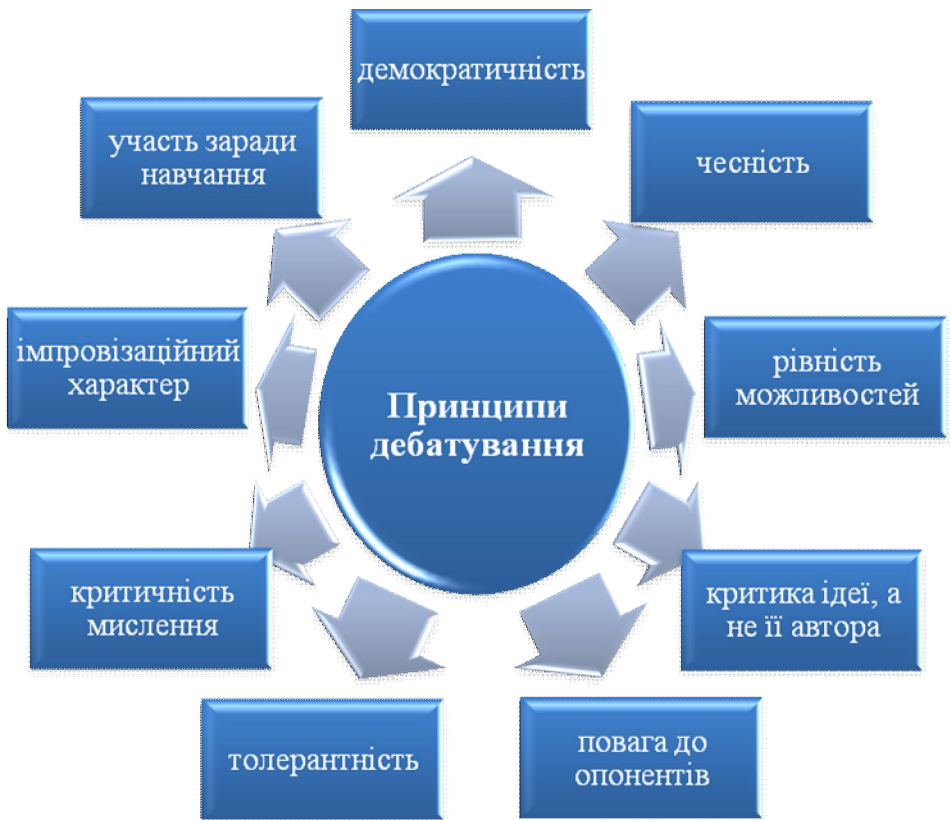 демократичність
участь заради
навчання
чесність
імпровізаційний
характер
Принципи
дебатування
рівність
можливостей
критичність
мислення
критика ідеї, а
не її автора
толерантність
повага до
опонентів